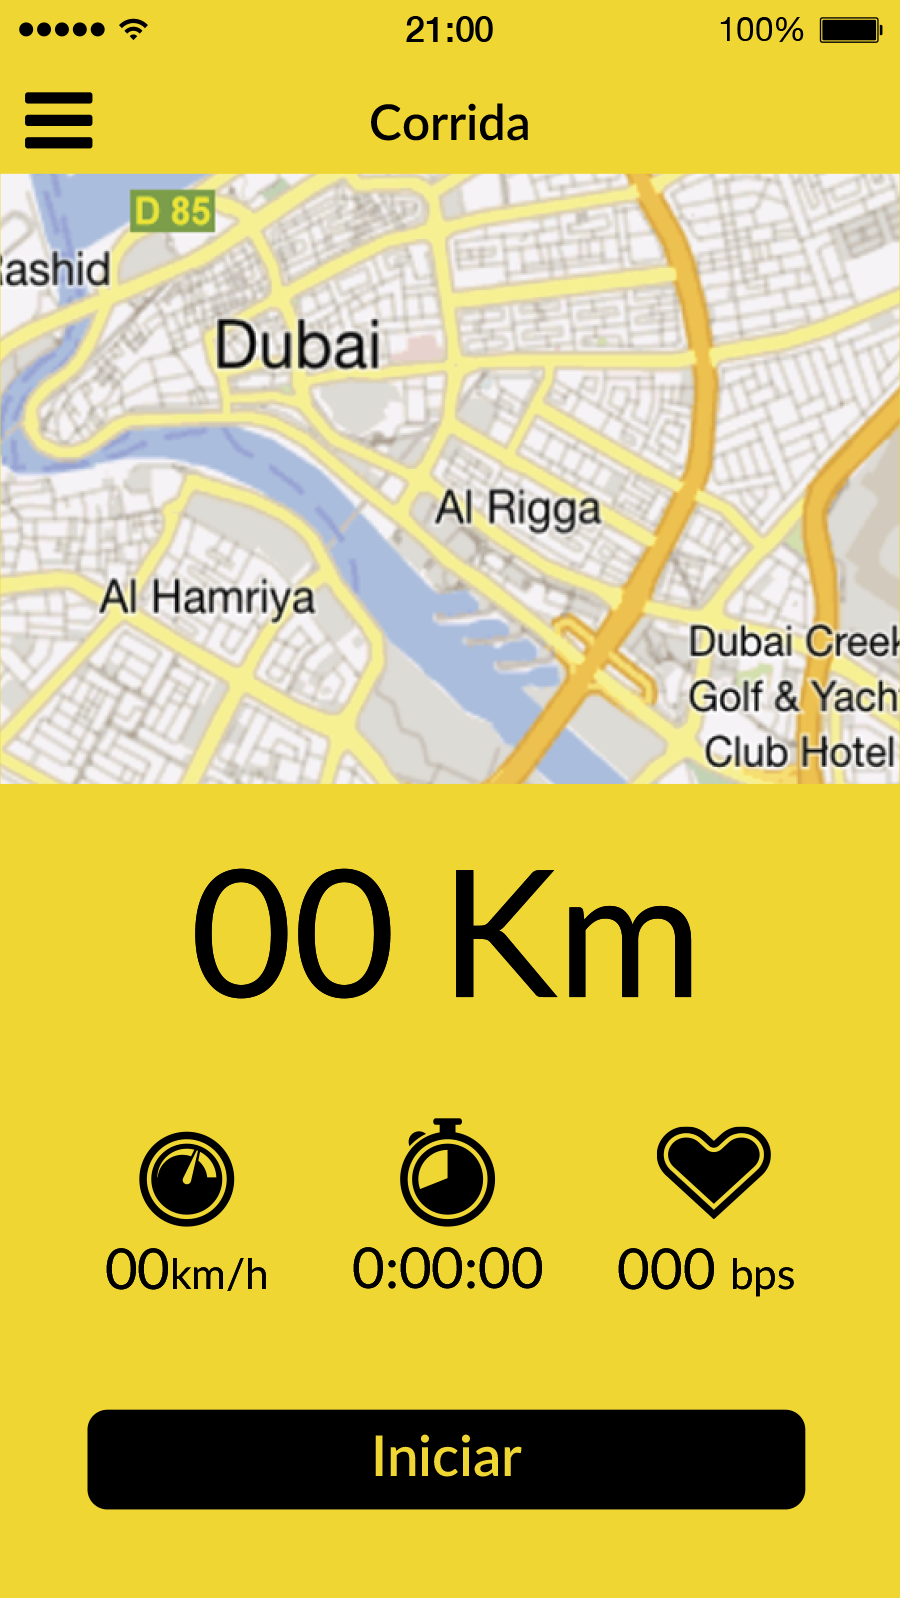 21:00 100%
Corrida
D 85
ashid
Dubai
Al Rigga
Al Hamriya
Dubai Creek
Golf & Yach
Club Hotel
00 Km
00km/h 0:00:00 000 bps
Iniciar